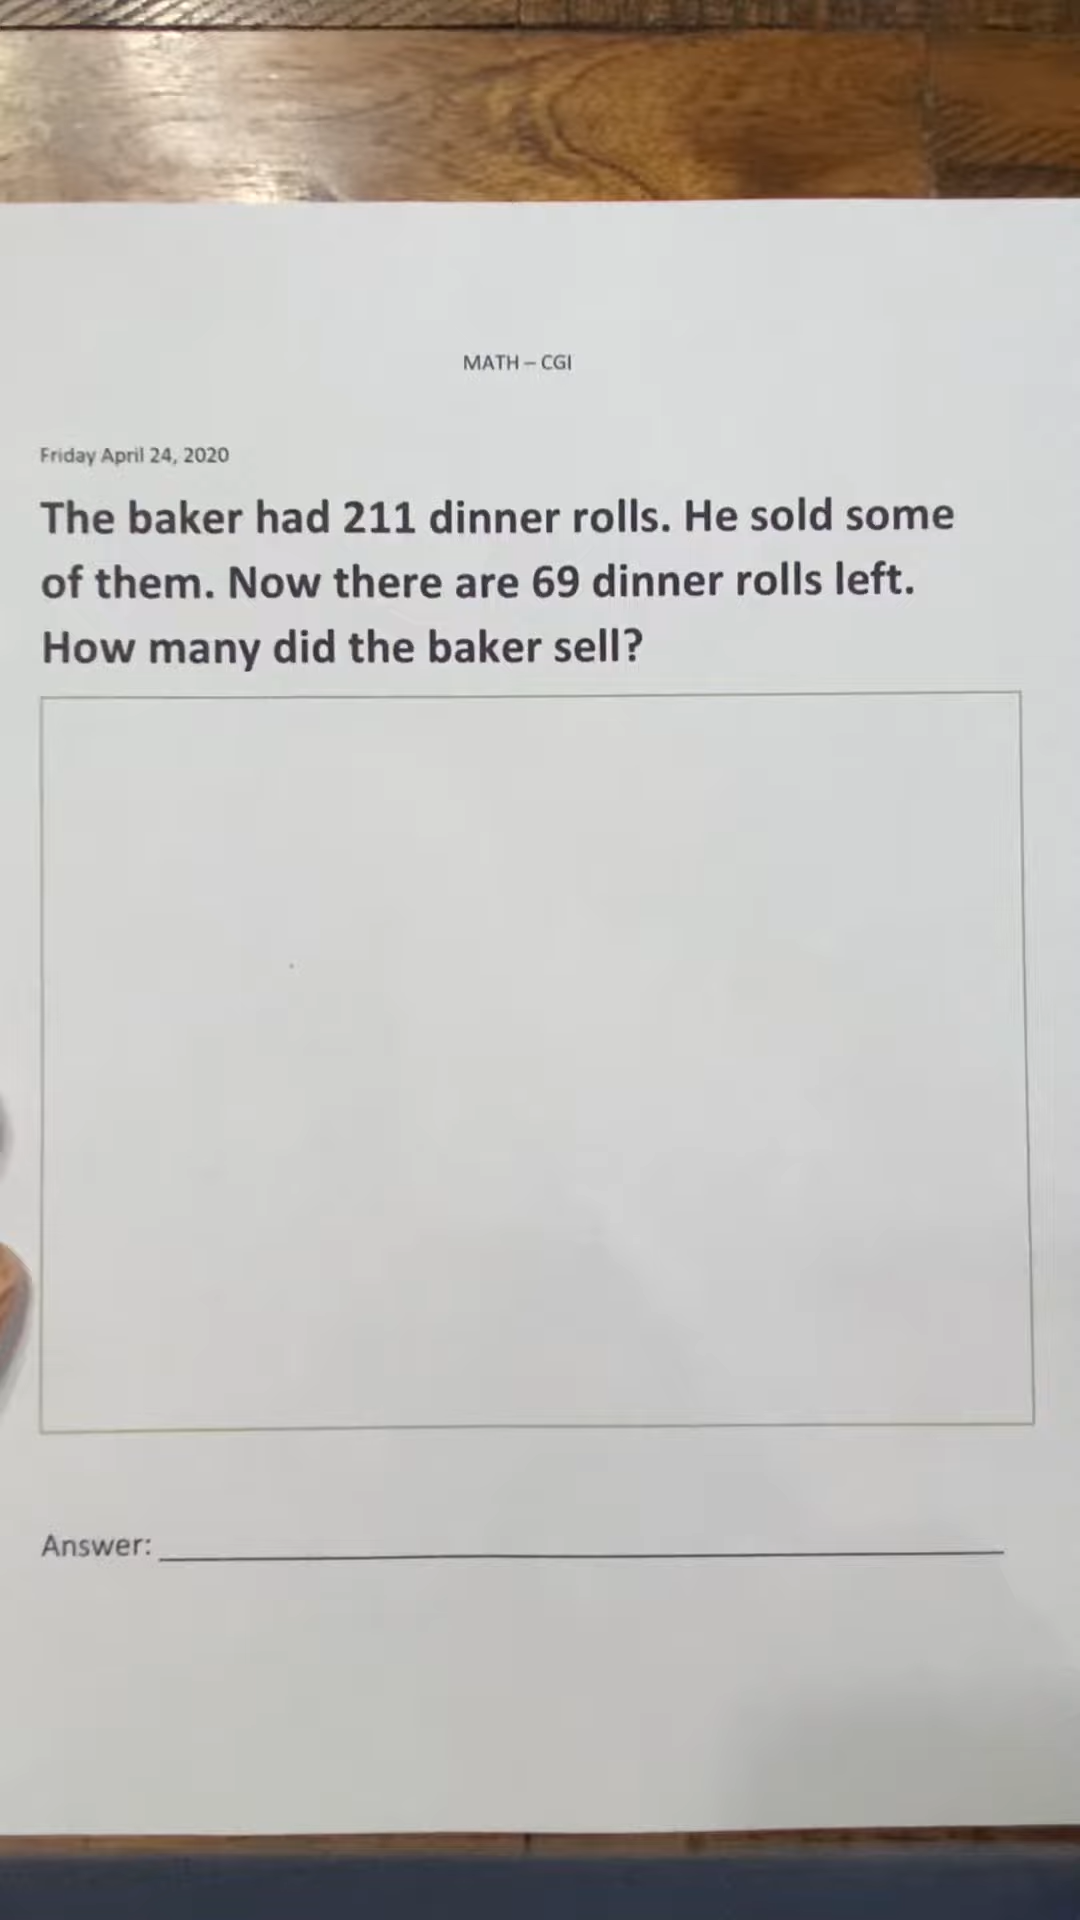 MATH – CGI
Friday April 24, 2020
The baker had 211 dinner rolls. He sold some
of them. Now there are 69 dinner rolls left.
How many did the baker sell?
Answer: